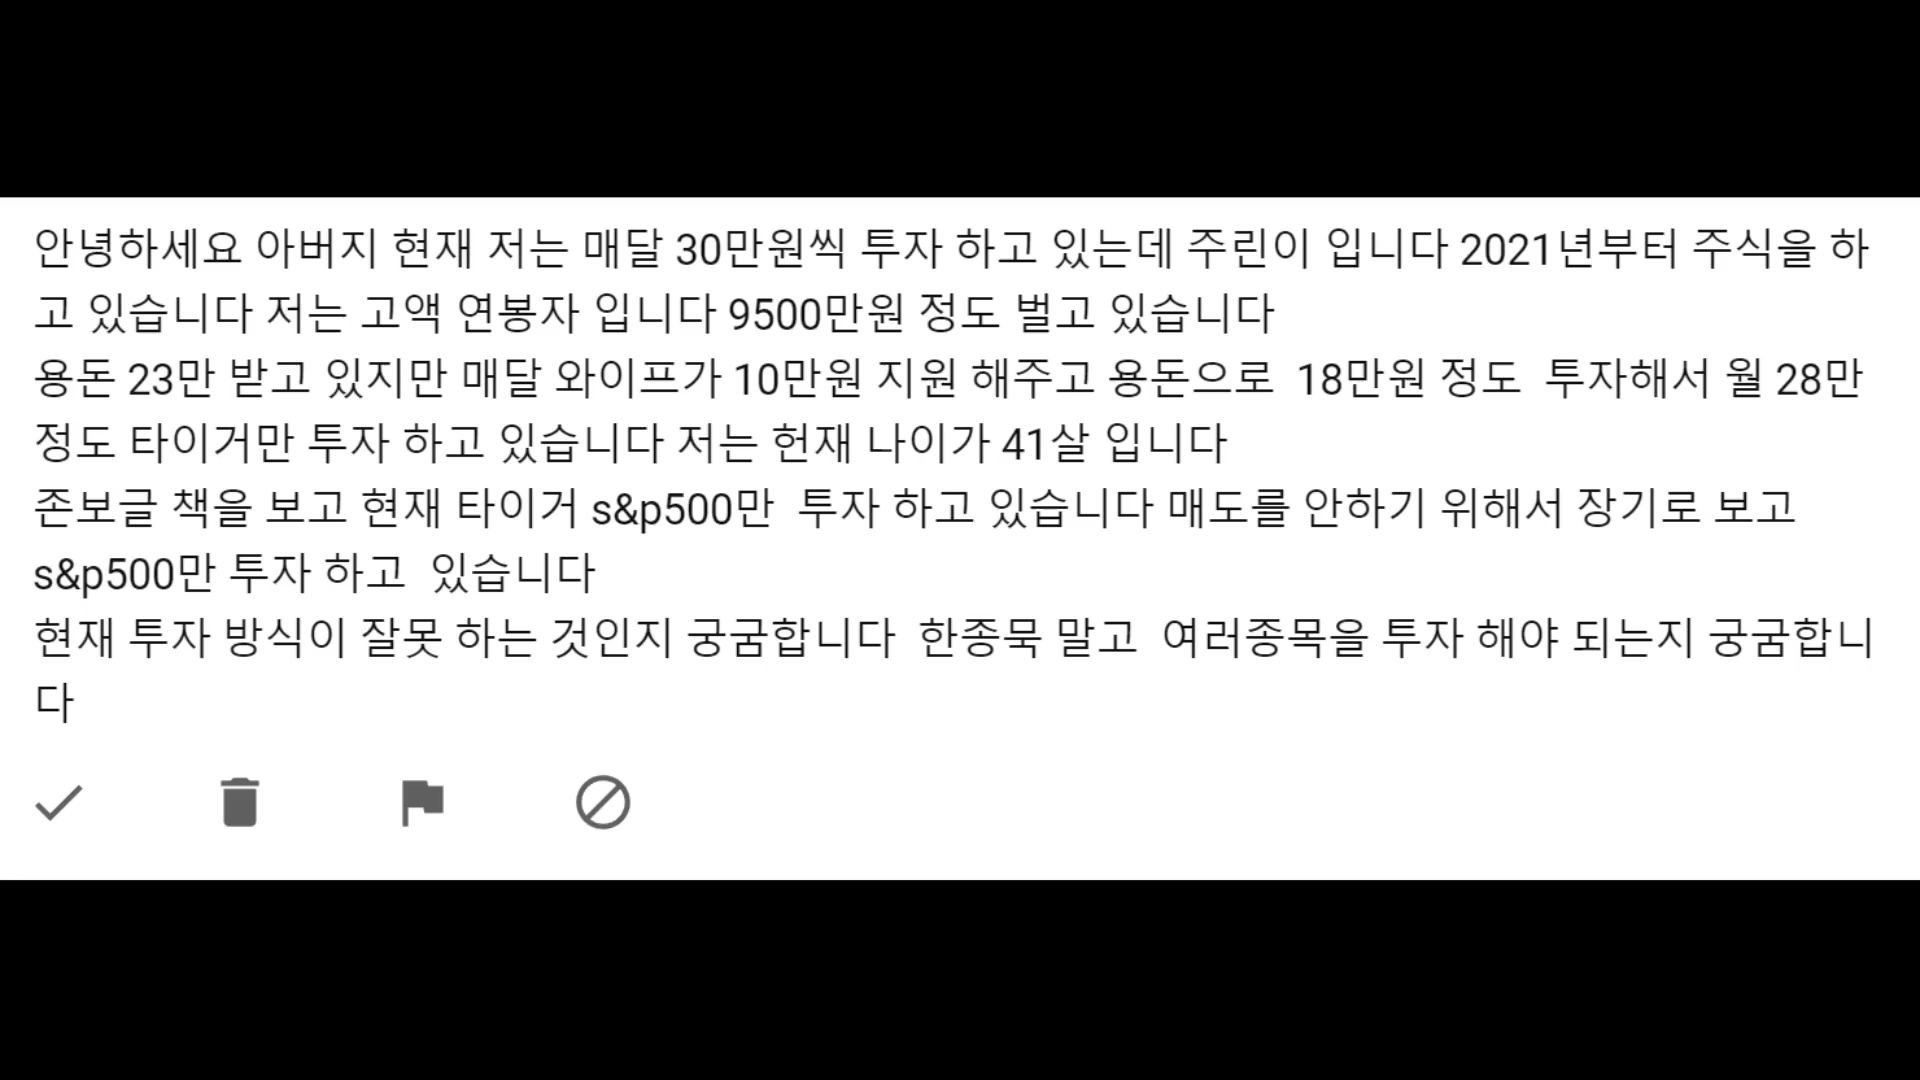 안녕하세요 아버지 현재 저는 매달 30만원씩 투자 하고 있는데 주린이 입니다 2021년부터 주식을 하
고 있습니다 저는 고액 연봉자 입니다 9500만원 정도 벌고 있습니다
용돈 23만 받고 있지만 매달 와이프가 10만원 지원 해주고 용돈으로  18만원 정도  투자해서 월 28만
정도 타이거만 투자 하고 있습니다 저는 헌재 나이가 41살 입니다
존보글 책을 보고 현재 타이거 s&p500만  투자 하고 있습니다 매도를 안하기 위해서 장기로 보고
s&p500만 투자 하고  있습니다
현재 투자 방식이 잘못 하는 것인지 궁굼합니다  한종묵 말고  여러종목을 투자 해야 되는지 궁굼합니
다